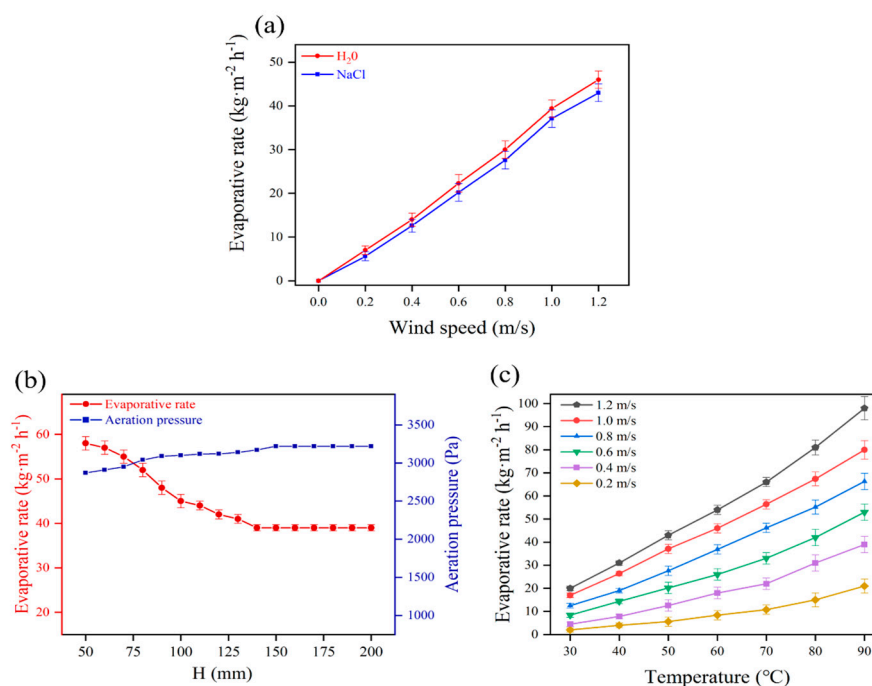 (a)
H₂0
NaCl
Evaporative rate (kg·m⁻² h⁻¹)
40
30
20
10
0
0.0 0.2 0.4 0.6 0.8 1.0 1.2
Wind speed (m/s)
(b)
Evaporative rate
Aeration pressure
Evaporative rate (kg·m⁻² h⁻¹)
60
50
40
30
20
3500
3000
2500
2000
1500
1000
Aeration pressure (Pa)
50 75 100 125 150 175 200
H (mm)
(c)
1.2 m/s
1.0 m/s
0.8 m/s
0.6 m/s
0.4 m/s
0.2 m/s
Evaporative rate (kg·m⁻² h⁻¹)
100
90
80
70
60
50
40
30
20
10
0
30 40 50 60 70 80 90
Temperature (°C)